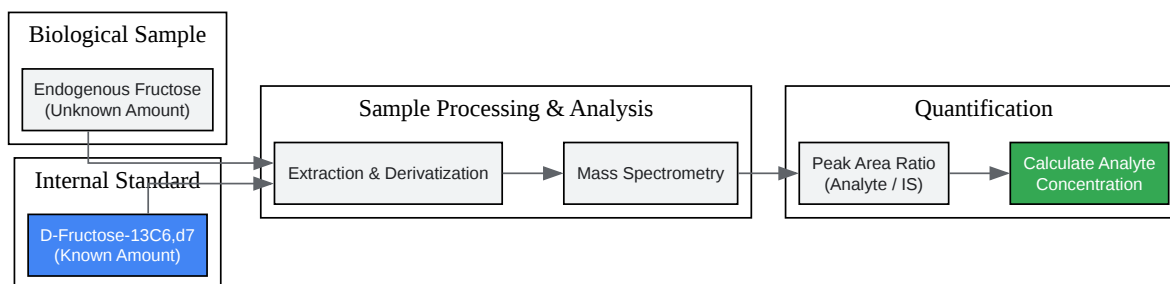 Biological Sample
Endogenous Fructose
(Unknown Amount)
Internal Standard
D-Fructose-13C6,d7
(Known Amount)
Sample Processing & Analysis
Extraction & Derivatization
Mass Spectrometry
Quantification
Peak Area Ratio
(Analyte / IS)
Calculate Analyte
Concentration